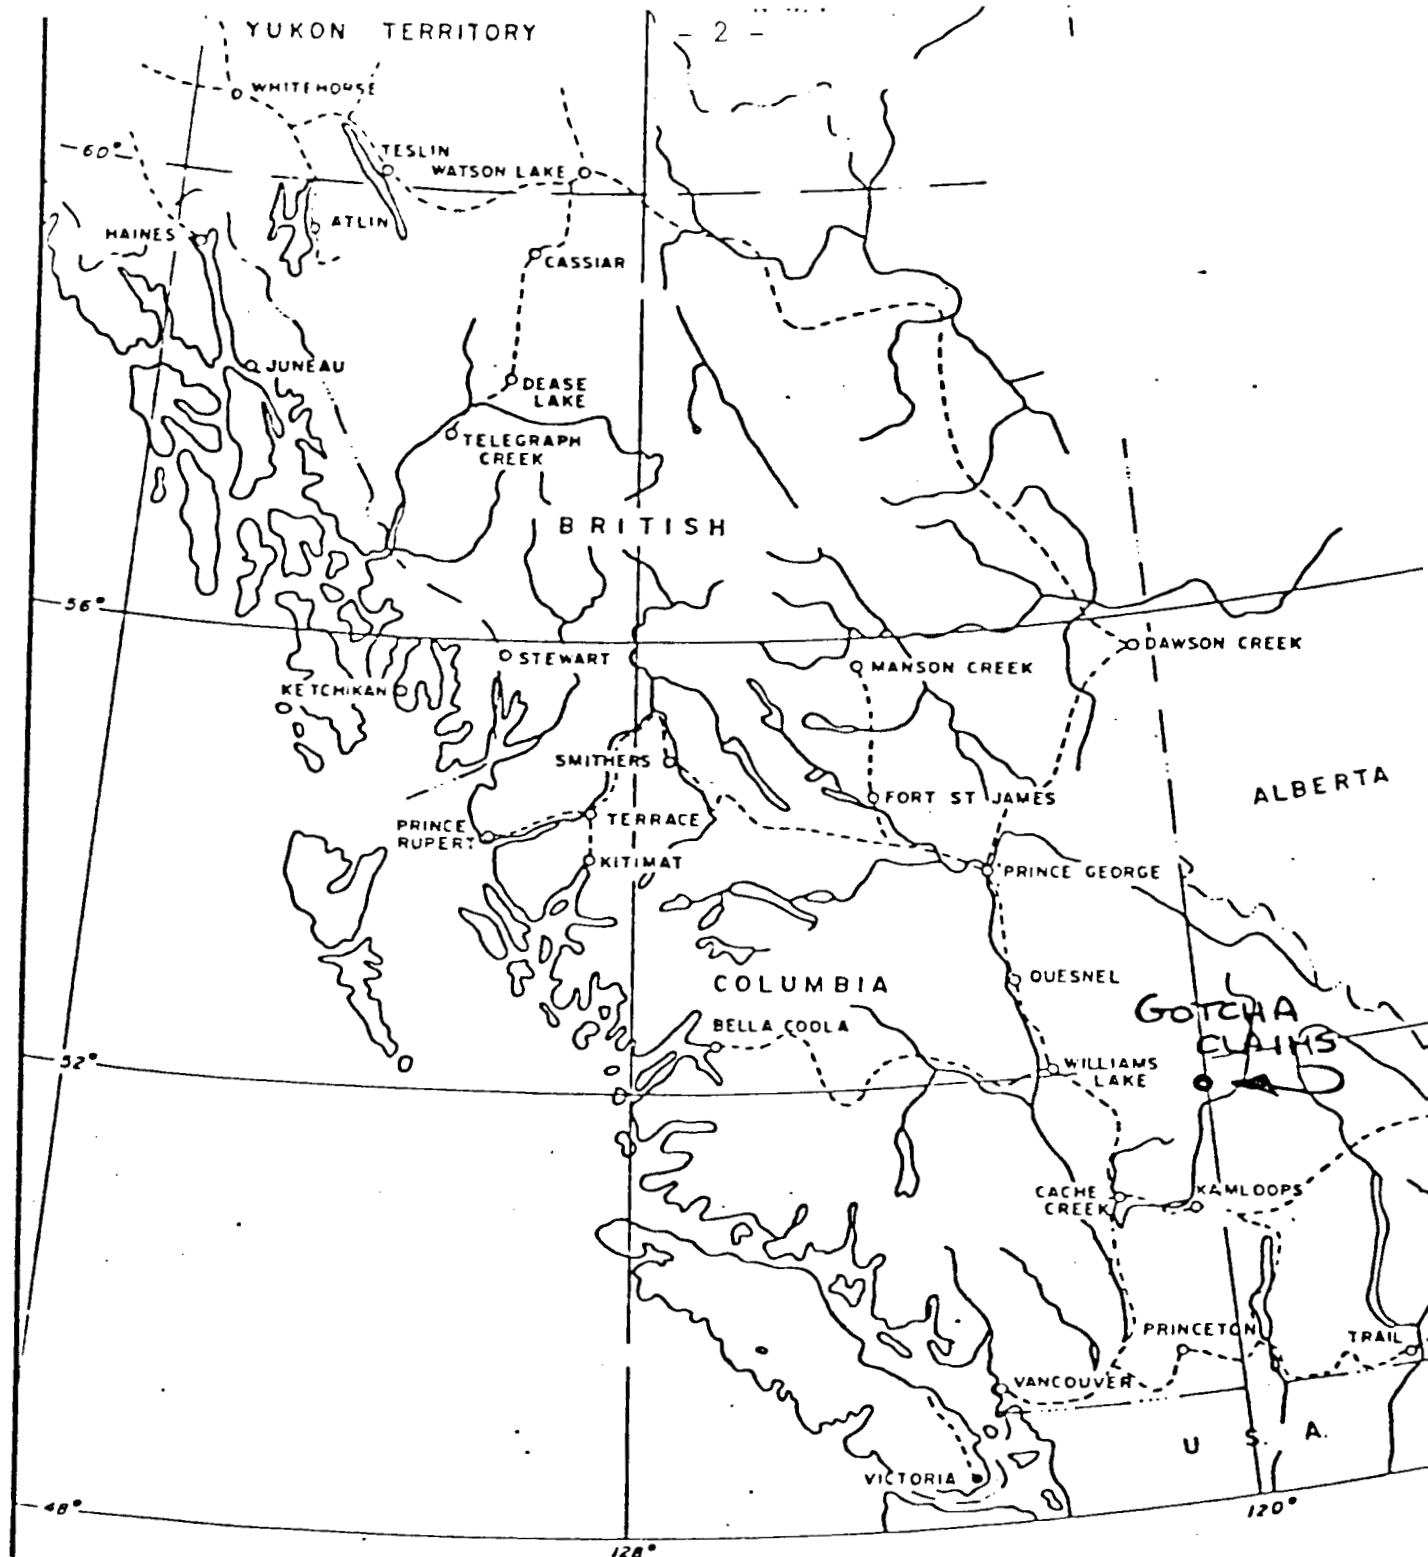 - 2 -
YUKON TERRITORY
WHITEHORSE
60°
TESLIN
WATSON LAKE
ATLIN
HAINES
CASSIAR
JUNEAU
DEASE
LAKE
TELEGRAPH
CREEK
BRITISH
56°
STEWART
MANSON CREEK
DAWSON CREEK
KETCHIKAN
SMITHERS
ALBERTA
FORT ST JAMES
PRINCE
RUPERT
TERRACE
KITIMAT
PRINCE GEORGE
COLUMBIA
QUESNEL
GOTCHA
CLAIMS
BELLA COOLA
52°
WILLIAMS
LAKE
CACHE
CREEK
KAMLOOPS
PRINCETON
TRAIL
VANCOUVER
U. S. A.
VICTORIA
48°
120°
128°